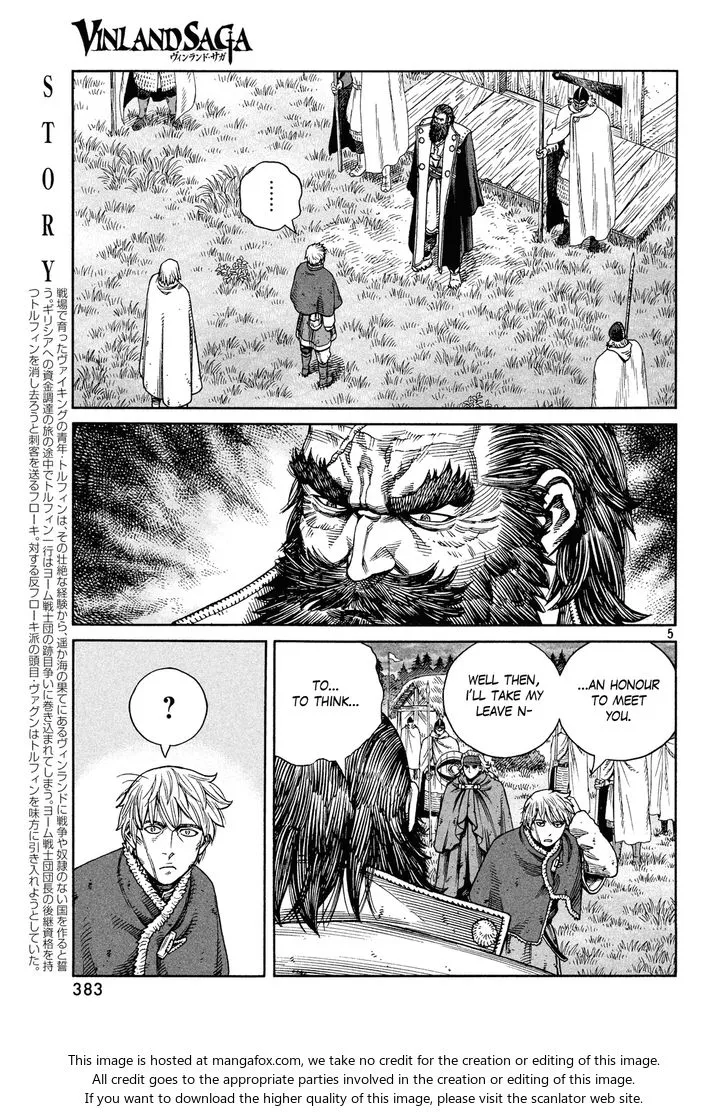 VINLAND SAGA
ヴィンランド・サガ
STORY
戦場で育ったヴァイキングの青年・トルフィンは、その壮絶な経験から、遥か海の果てにあるヴィンランドに戦争や奴隷のない国を作ると誓
う。ギリシアへの資金調達の旅の途中でトルフィン一行はヨーム戦士団の跡目争いに巻き込まれてしまう。ヨーム戦士団団長の後継資格を持
つトルフィンを消し去ろうと刺客を送るフローキ。対する反フローキ派の頭目・ヴァグンはトルフィンを味方に引き入れようとしていた。
......
5
...AN HONOUR
TO MEET
YOU.
WELL THEN,
I'LL TAKE MY
LEAVE N-
TO...
TO THINK...
?
383
This image is hosted at mangafox.com, we take no credit for the creation or editing of this image.
All credit goes to the appropriate parties involved in the creation or editing of this image.
If you want to download the higher quality of this image, please visit the scanlator web site.